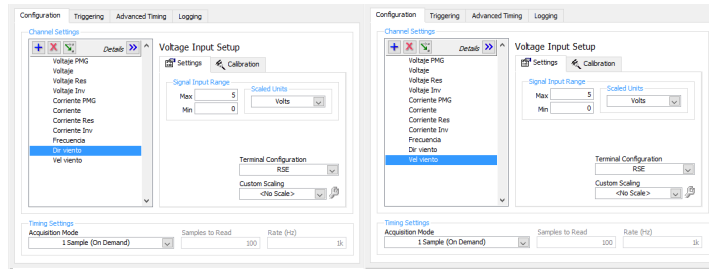 Configuration Triggering Advanced Timing Logging
Channel Settings
Details
Voltaje PMG
Voltaje
Voltaje Res
Voltaje Inv
Corriente PMG
Corriente
Corriente Res
Corriente Inv
Frecuencia
Dir viento
Vel viento
Voltage Input Setup
Settings Calibration
Signal Input Range
Max 5
Min 0
Scaled Units
Volts
Terminal Configuration
RSE
Custom Scaling
<No Scale>
Timing Settings
Acquisition Mode Samples to Read Rate (Hz)
1 Sample (On Demand) 100 1k
Configuration Triggering Advanced Timing Logging
Channel Settings
Details
Voltaje PMG
Voltaje
Voltaje Res
Voltaje Inv
Corriente PMG
Corriente
Corriente Res
Corriente Inv
Frecuencia
Dir viento
Vel viento
Voltage Input Setup
Settings Calibration
Signal Input Range
Max 5
Min 0
Scaled Units
Volts
Terminal Configuration
RSE
Custom Scaling
<No Scale>
Timing Settings
Acquisition Mode Samples to Read Rate (Hz)
1 Sample (On Demand) 100 1k